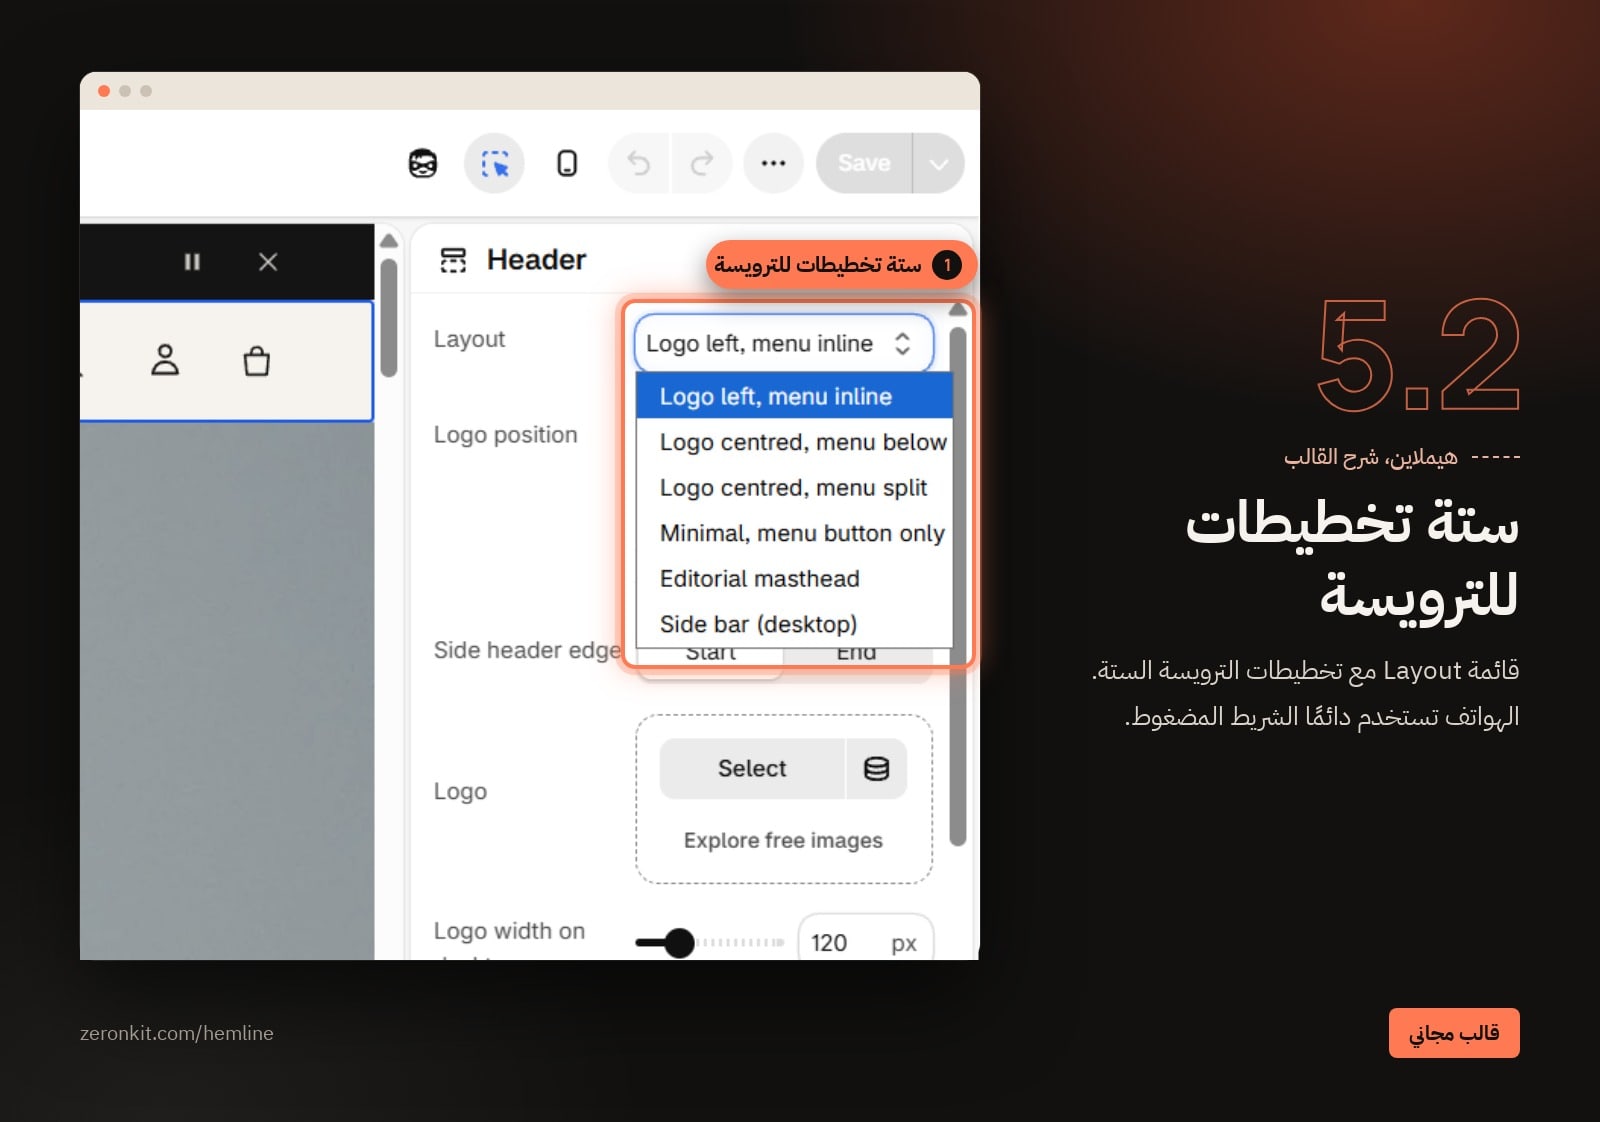 Save
Header
ستة تخطيطات للترويسة 1
Layout
Logo left, menu inline
Logo left, menu inline
Logo position
Logo centred, menu below
Logo centred, menu split
Minimal, menu button only
Editorial masthead
Side bar (desktop)
Side header edge
Start
End
Logo
Select
Explore free images
Logo width on
120 px
5.2
هيملاين، شرح القالب
ستة تخطيطات
للترويسة
قائمة Layout مع تخطيطات الترويسة الستة.
الهواتف تستخدم دائمًا الشريط المضغوط.
zeronkit.com/hemline
قالب مجاني